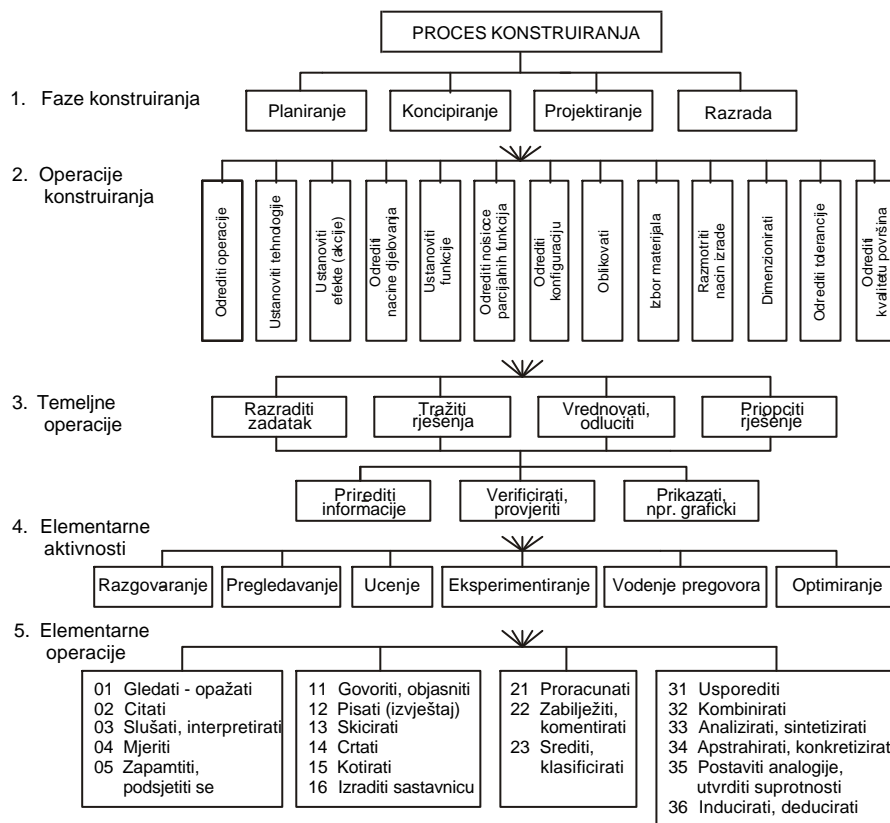 PROCES KONSTRUIRANJA
1. Faze konstruiranja
Planiranje
Koncipiranje
Projektiranje
Razrada
2. Operacije
konstruiranja
Odrediti operacije
Ustanoviti tehnologije
Ustanoviti
efekte (akcije)
Odrediti
nacine djelovanja
Ustanoviti
funkcije
Odrediti noisioce
parcijalnih funkcija
Odrediti
konfiguraciju
Oblikovati
Izbor materijala
Razmotriti
nacin izrade
Dimenzionirati
Odrediti tolerancije
Odrediti
kvalitetu površina
3. Temeljne
operacije
Razraditi
zadatak
Tražiti
rješenja
Vrednovati,
odluciti
Priopciti
rješenje
Prirediti
informacije
Verificirati,
provjeriti
Prikazati,
npr. graficki
4. Elementarne
aktivnosti
Razgovaranje
Pregledavanje
Ucenje
Eksperimentiranje
Vodenje pregovora
Optimiranje
5. Elementarne
operacije
01 Gledati - opažati
02 Citati
03 Slušati, interpretirati
04 Mjeriti
05 Zapamtiti,
podsjetiti se
11 Govoriti, objasniti
12 Pisati (izvještaj)
13 Skicirati
14 Crtati
15 Kotirati
16 Izraditi sastavnicu
21 Proracunati
22 Zabilježiti,
komentirati
23 Srediti,
klasificirati
31 Usporediti
32 Kombinirati
33 Analizirati, sintetizirati
34 Apstrahirati, konkretizirat
35 Postaviti analogije,
utvrditi suprotnosti
36 Inducirati, deducirati